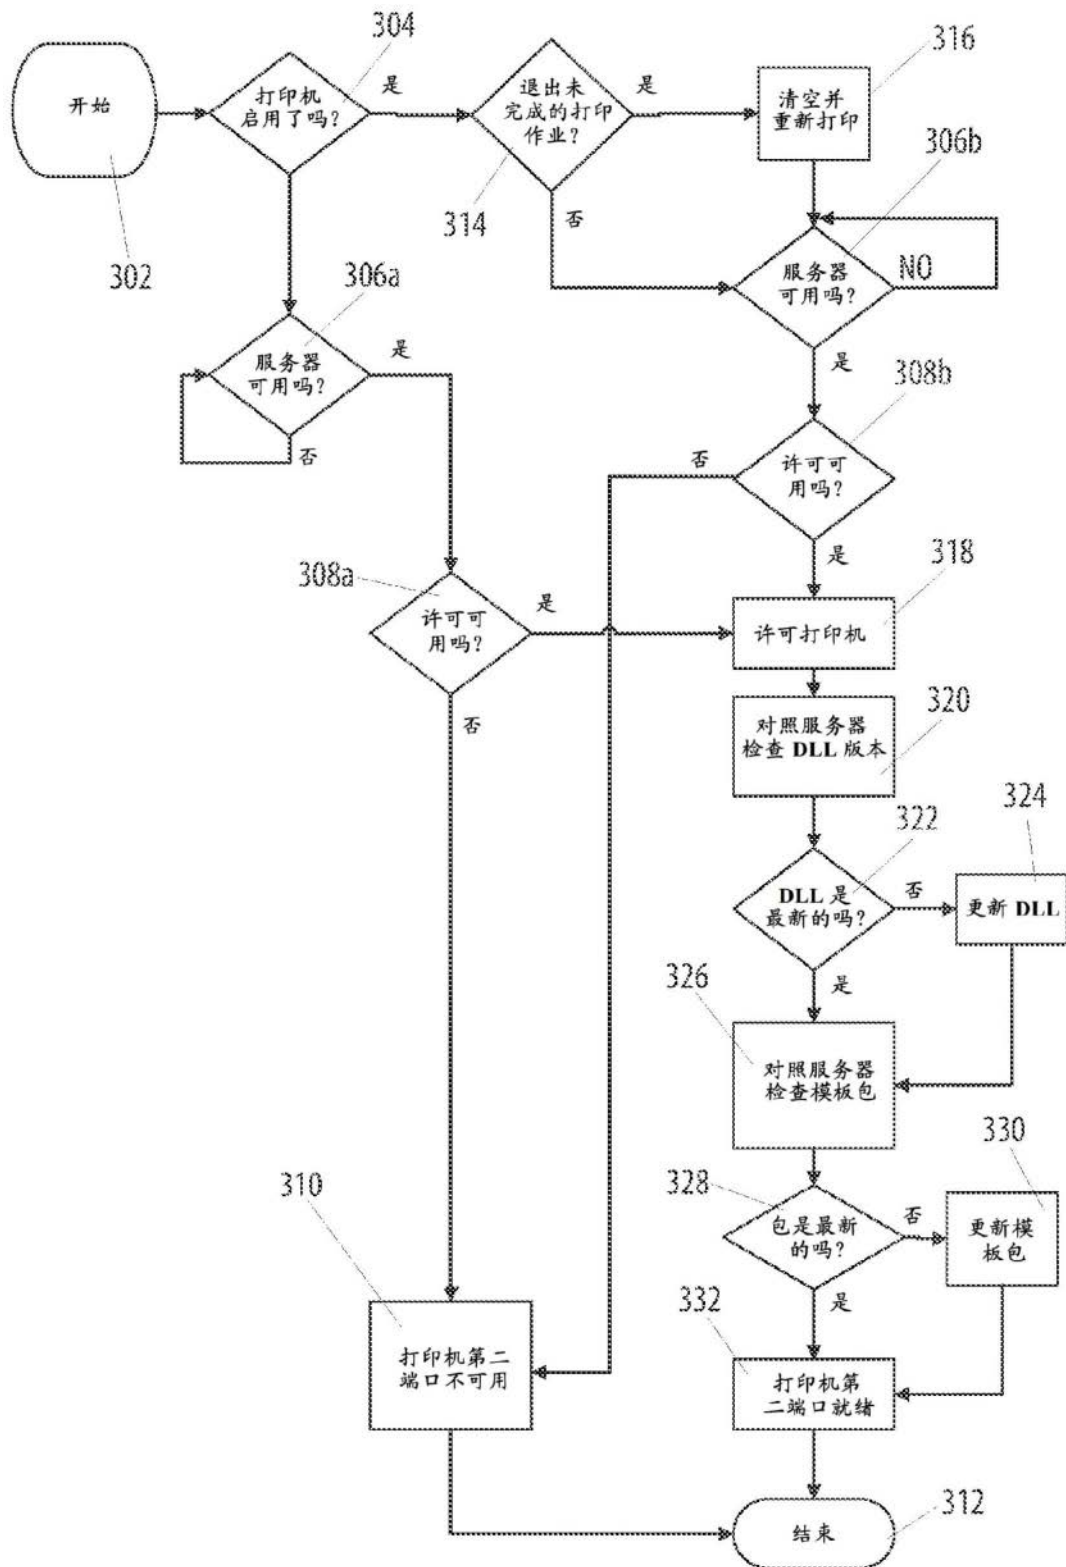 304
316
开始
打印机
启用了吗?
是
退出未
完成的打印
作业?
是
清空并
重新打印
306b
314
否
302
306a
服务器
可用吗?
NO
服务器
可用吗?
是
是
308b
否
否
许可可
用吗?
308a
是
318
许可可
用吗?
是
许可打印机
否
对照服务器
检查 DLL 版本
320
322
324
DLL 是
最新的吗?
否
更新 DLL
326
是
对照服务器
检查模板包
330
310
328
包是最新
的吗?
否
更新模
板包
332
是
打印机第二
端口不可用
打印机第
二端口就绪
312
结束